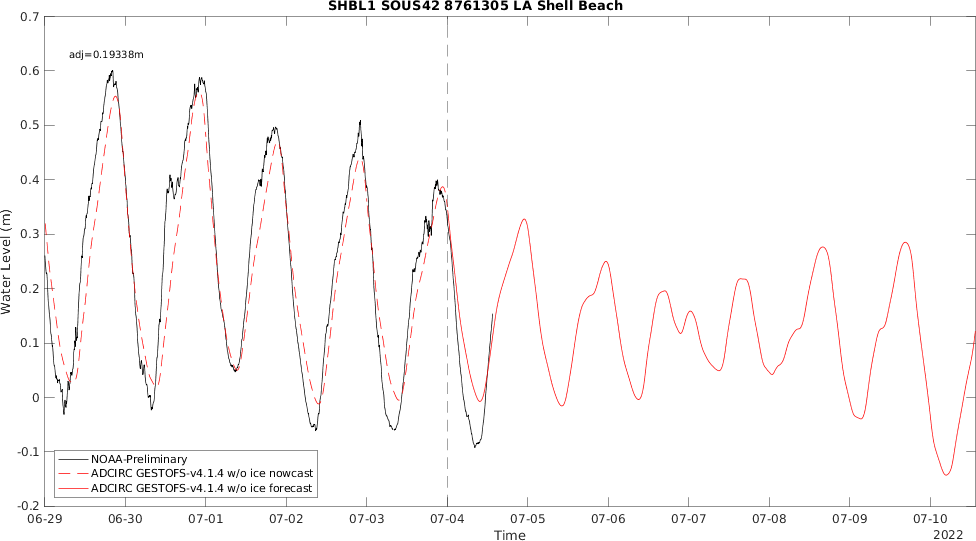 SHBL1 SOUS42 8761305 LA Shell Beach
0.7
0.6
0.5
0.4
0.3
0.2
0.1
0
-0.1
-0.2
Water Level (m)
adj=0.19338m
NOAA-Preliminary
ADCIRC GESTOFS-v4.1.4 w/o ice nowcast
ADCIRC GESTOFS-v4.1.4 w/o ice forecast
06-29 06-30 07-01 07-02 07-03 07-04 07-05 07-06 07-07 07-08 07-09 07-10
Time
2022